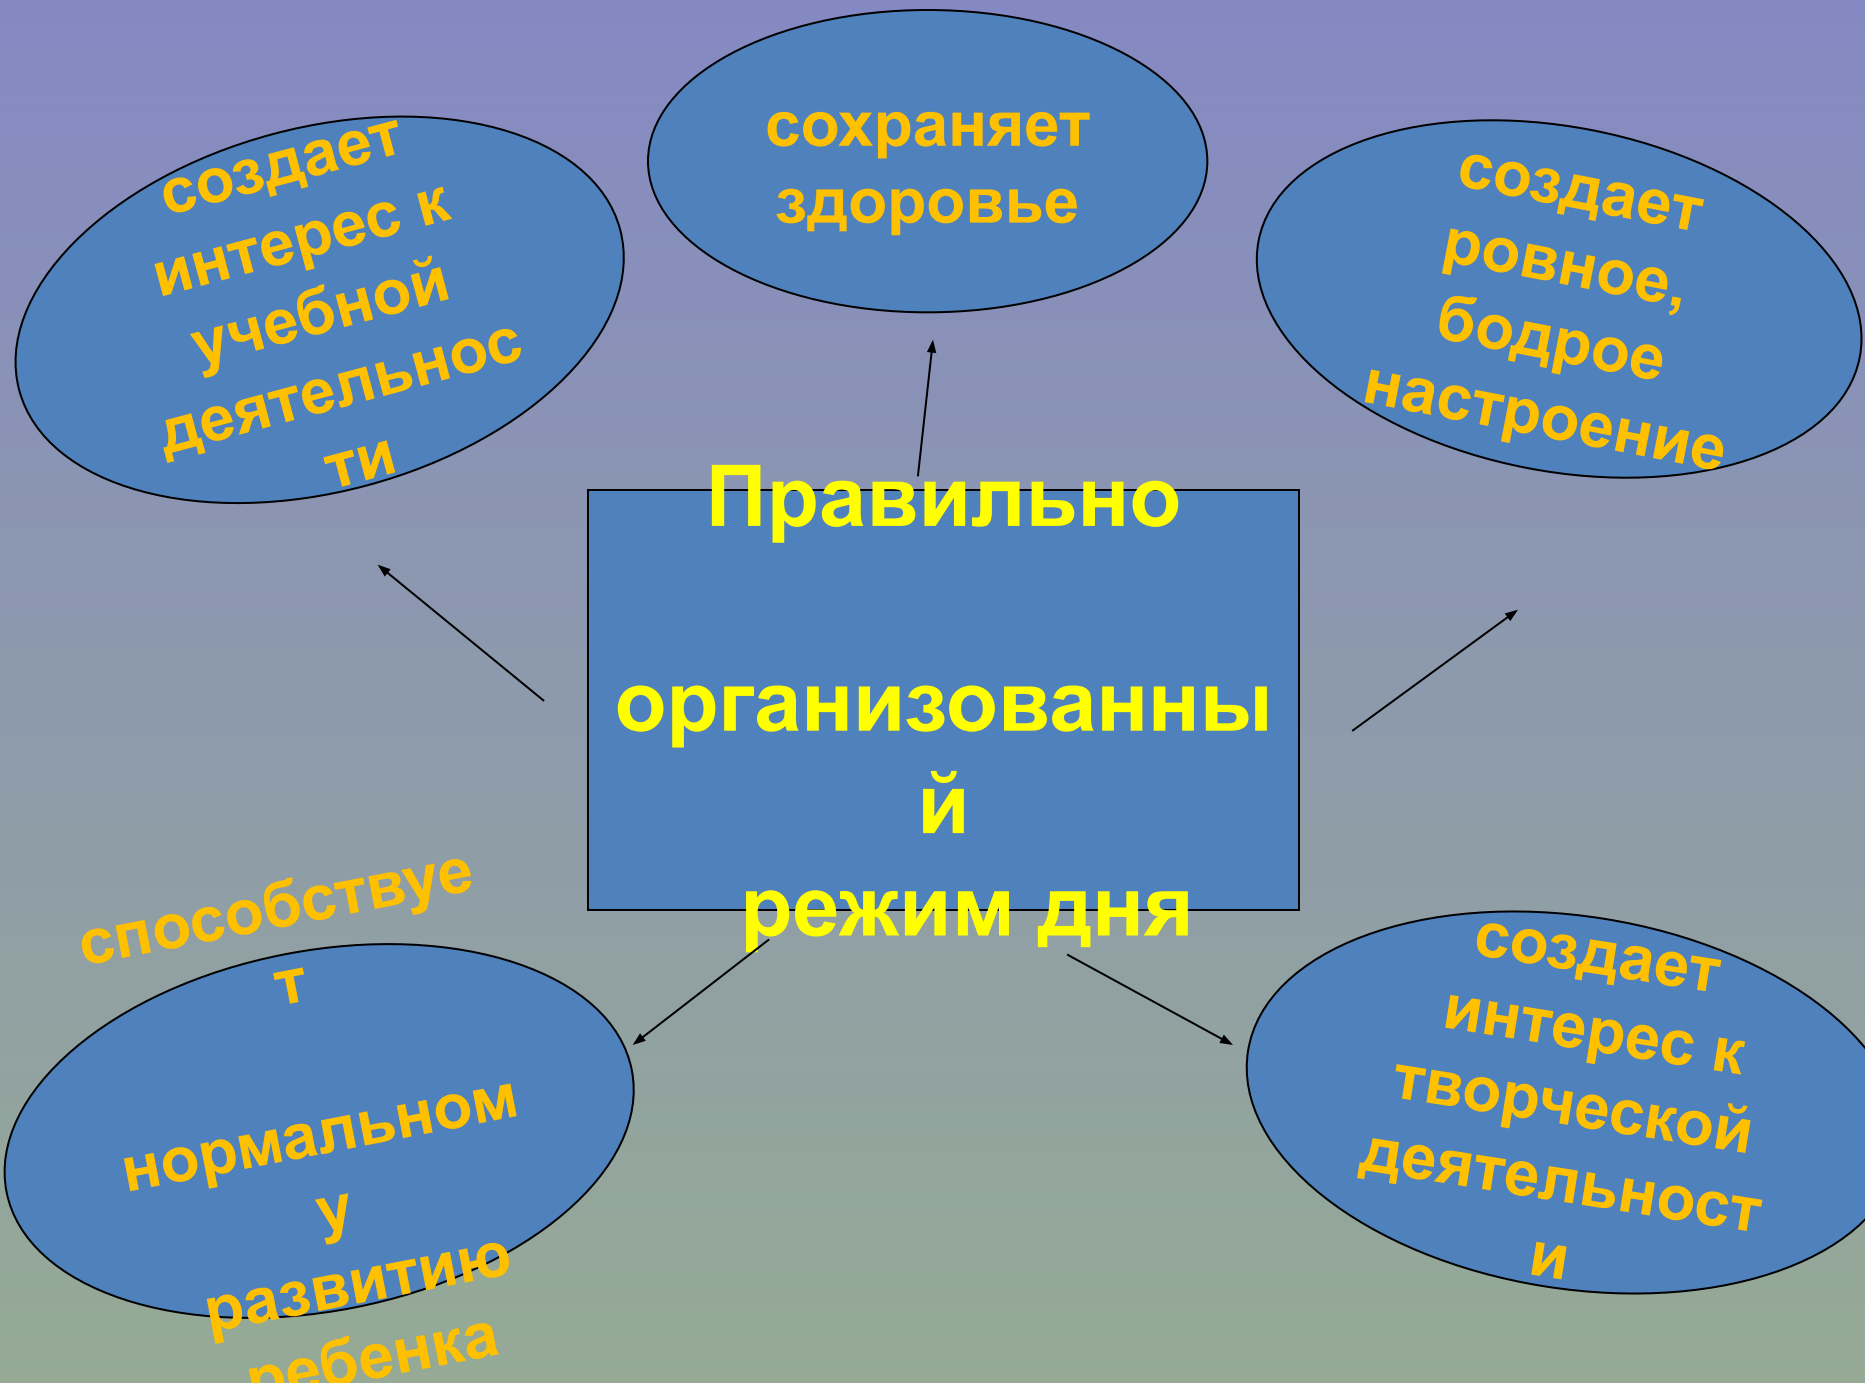 сохраняет
здоровье
создает
интерес к
учебной
деятельнос
ти
создает
ровное,
бодрое
настроение
Правильно
организованны
й
режим дня
способствуе
т
нормальном
у
развитию
ребенка
создает
интерес к
творческой
деятельност
и